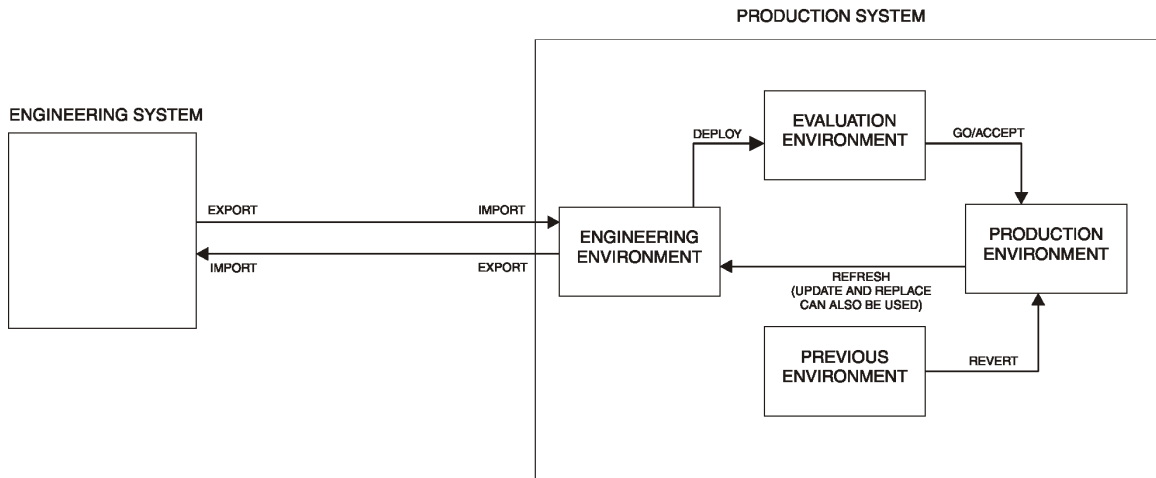 PRODUCTION SYSTEM
ENGINEERING SYSTEM
EVALUATION
ENVIRONMENT
DEPLOY
GO/ACCEPT
EXPORT
IMPORT
ENGINEERING
ENVIRONMENT
PRODUCTION
ENVIRONMENT
IMPORT
EXPORT
REFRESH
(UPDATE AND REPLACE
CAN ALSO BE USED)
PREVIOUS
ENVIRONMENT
REVERT